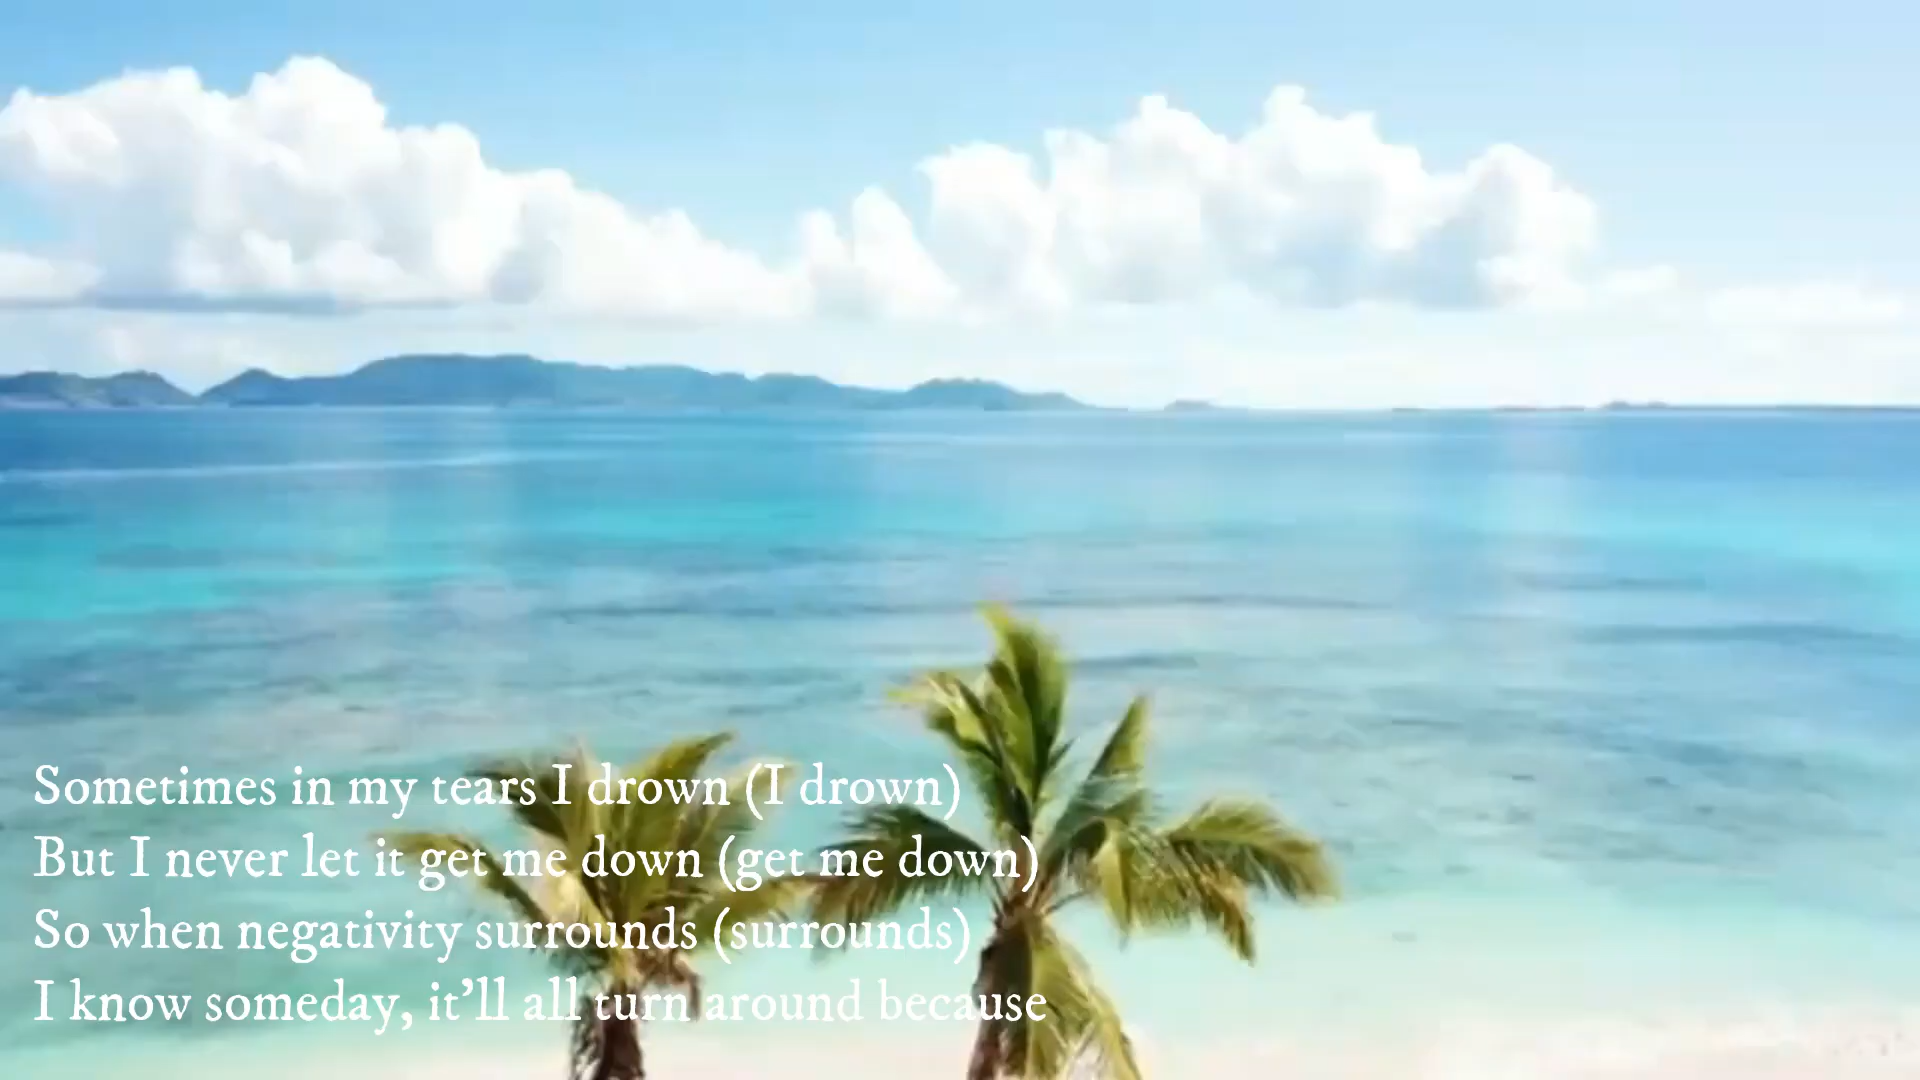 Sometimes in my tears I drown (I drown)
But I never let it get me down (get me down)
So when negativity surrounds (surrounds)
I know someday, it’ll all turn around because